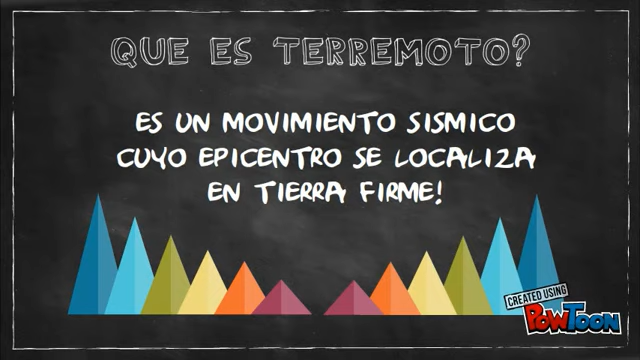 QUE ES TERREMOTO?
ES UN MOVIMIENTO SISMICO
CUYO EPICENTRO SE LOCALIZA
EN TIERRA FIRME!
CREATED USING
POWTOON